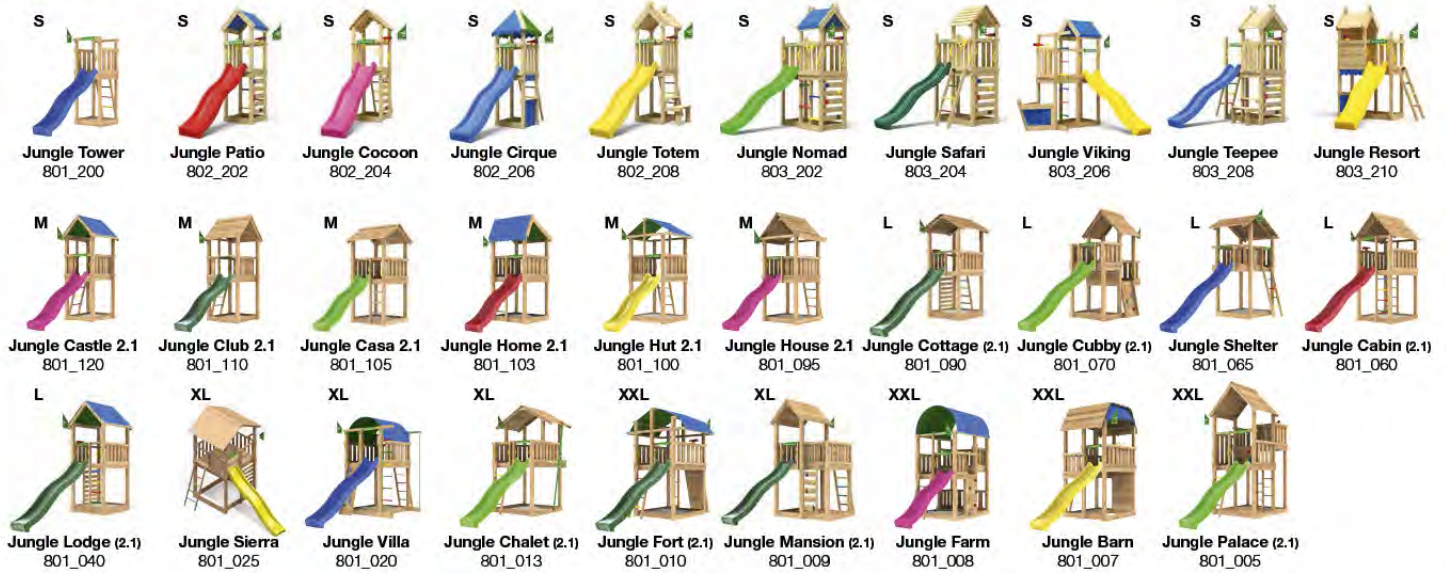 S S S S S S S S S S
Jungle Tower Jungle Patio Jungle Cocoon Jungle Cirque Jungle Totem Jungle Nomad Jungle Safari Jungle Viking Jungle Teepee Jungle Resort
801_200 802_202 802_204 802_206 802_208 803_202 803_204 803_206 803_208 803_210
M M M M M M L L L L
Jungle Castle 2.1 Jungle Club 2.1 Jungle Casa 2.1 Jungle Home 2.1 Jungle Hut 2.1 Jungle House 2.1 Jungle Cottage (2.1) Jungle Cubby (2.1) Jungle Shelter Jungle Cabin (2.1)
801_120 801_110 801_105 801_103 801_100 801_095 801_090 801_070 801_065 801_060
L XL XL XL XXL XL XXL XXL XXL
Jungle Lodge (2.1) Jungle Sierra Jungle Villa Jungle Chalet (2.1) Jungle Fort (2.1) Jungle Mansion (2.1) Jungle Farm Jungle Barn Jungle Palace (2.1)
801_040 801_025 801_020 801_013 801_010 801_009 801_008 801_007 801_005